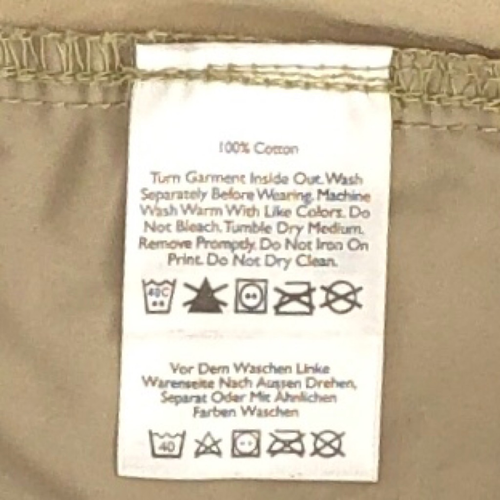 100% Cotton
Turn Garment Inside Out. Wash
Separately Before Wearing. Machine
Wash Warm With Like Colors. Do
Not Bleach. Tumble Dry Medium.
Remove Promptly. Do Not Iron On
Print. Do Not Dry Clean.
40C
Vor Dem Waschen Linke
Warenseite Nach Aussen Drehen,
Separat Oder Mit Ähnlichen
Farben Waschen
40